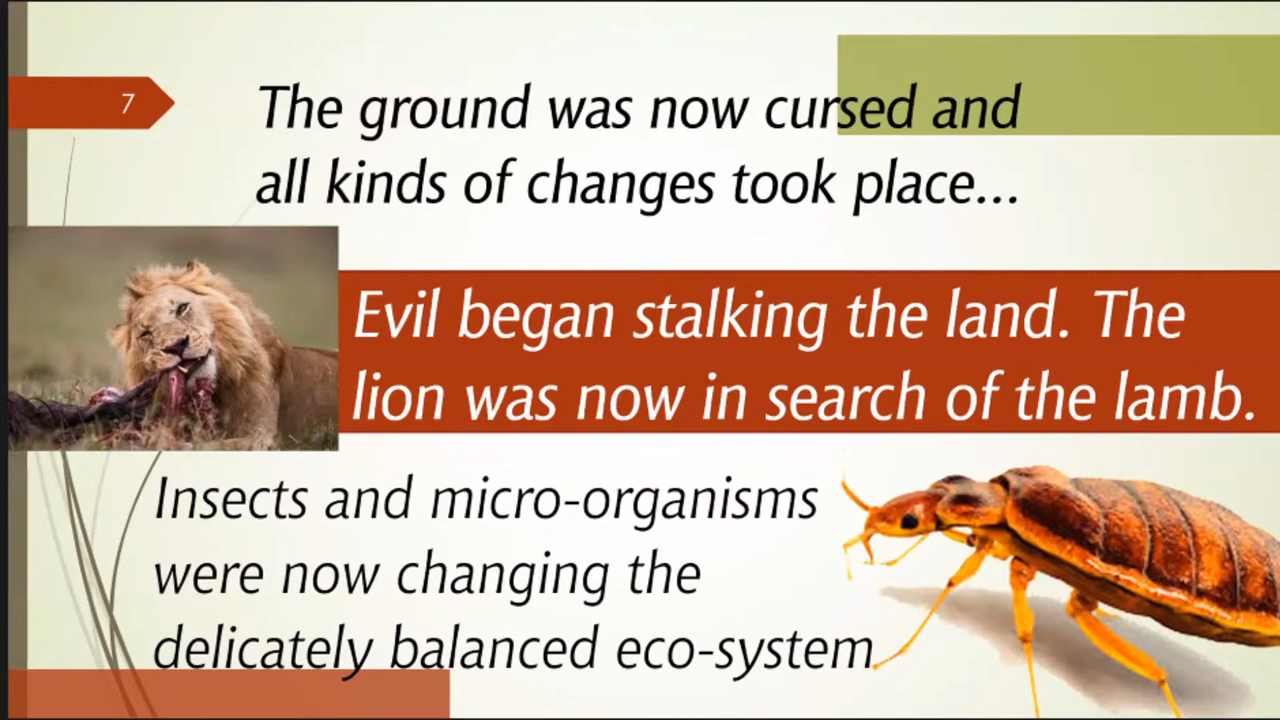 7
The ground was now cursed and
all kinds of changes took place...
Evil began stalking the land. The
lion was now in search of the lamb.
Insects and micro-organisms
were now changing the
delicately balanced eco-system